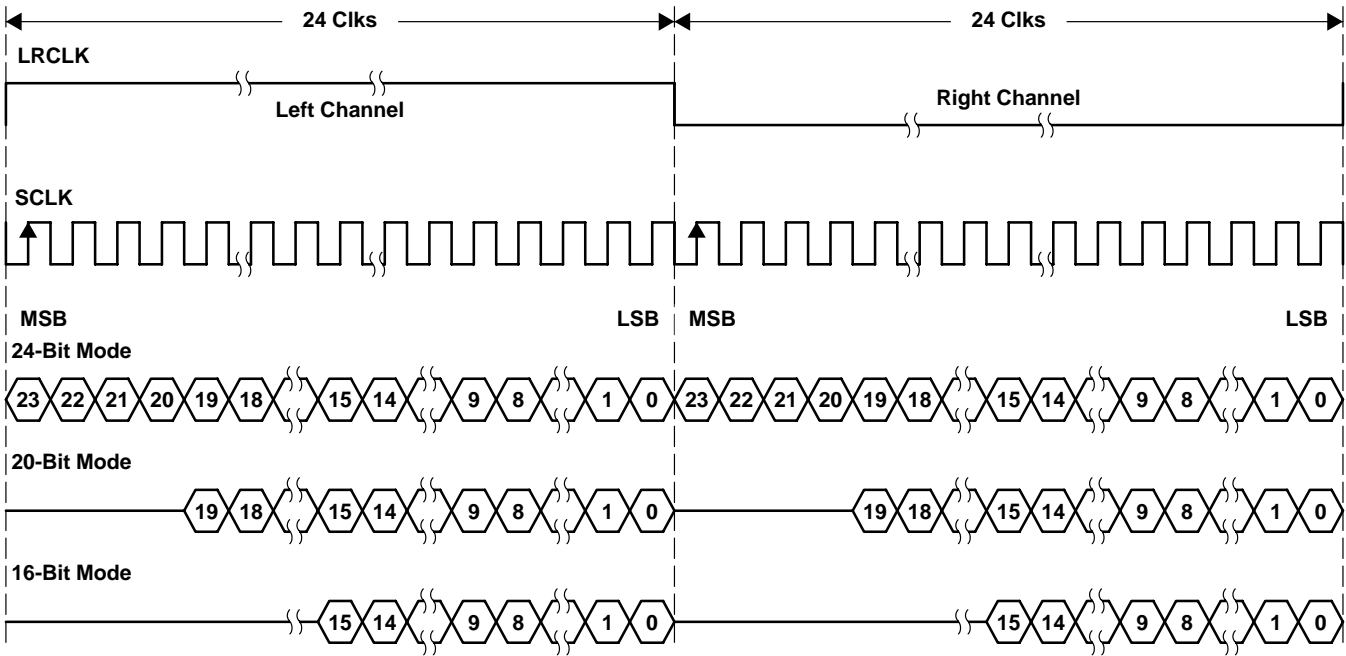 24 Clks 24 Clks
LRCLK
Left Channel Right Channel
SCLK
MSB LSB MSB LSB
24-Bit Mode
23 22 21 20 19 18 15 14 9 8 1 0 23 22 21 20 19 18 15 14 9 8 1 0
20-Bit Mode
19 18 15 14 9 8 1 0 19 18 15 14 9 8 1 0
16-Bit Mode
15 14 9 8 1 0 15 14 9 8 1 0